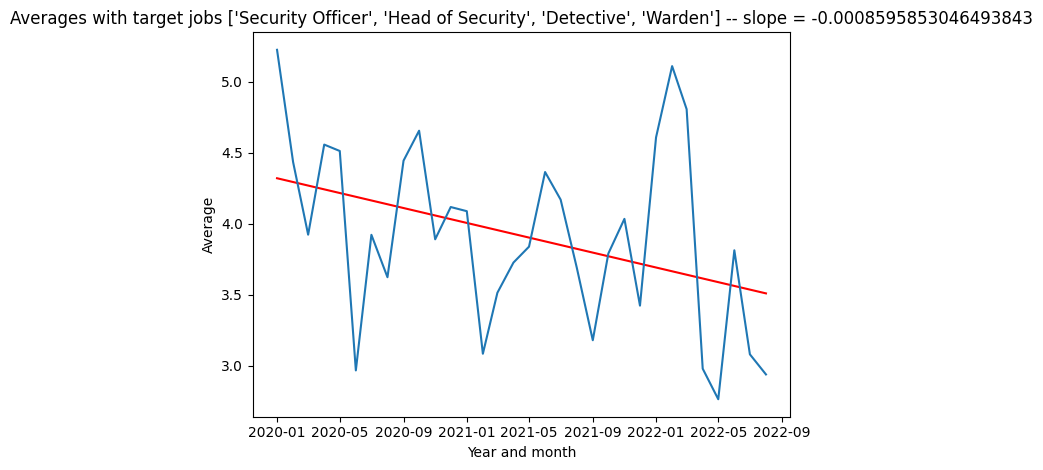 Averages with target jobs ['Security Officer', 'Head of Security', 'Detective', 'Warden'] -- slope = -0.0008595853046493843
5.0
4.5
4.0
3.5
3.0
Average
2020-01 2020-05 2020-09 2021-01 2021-05 2021-09 2022-01 2022-05 2022-09
Year and month